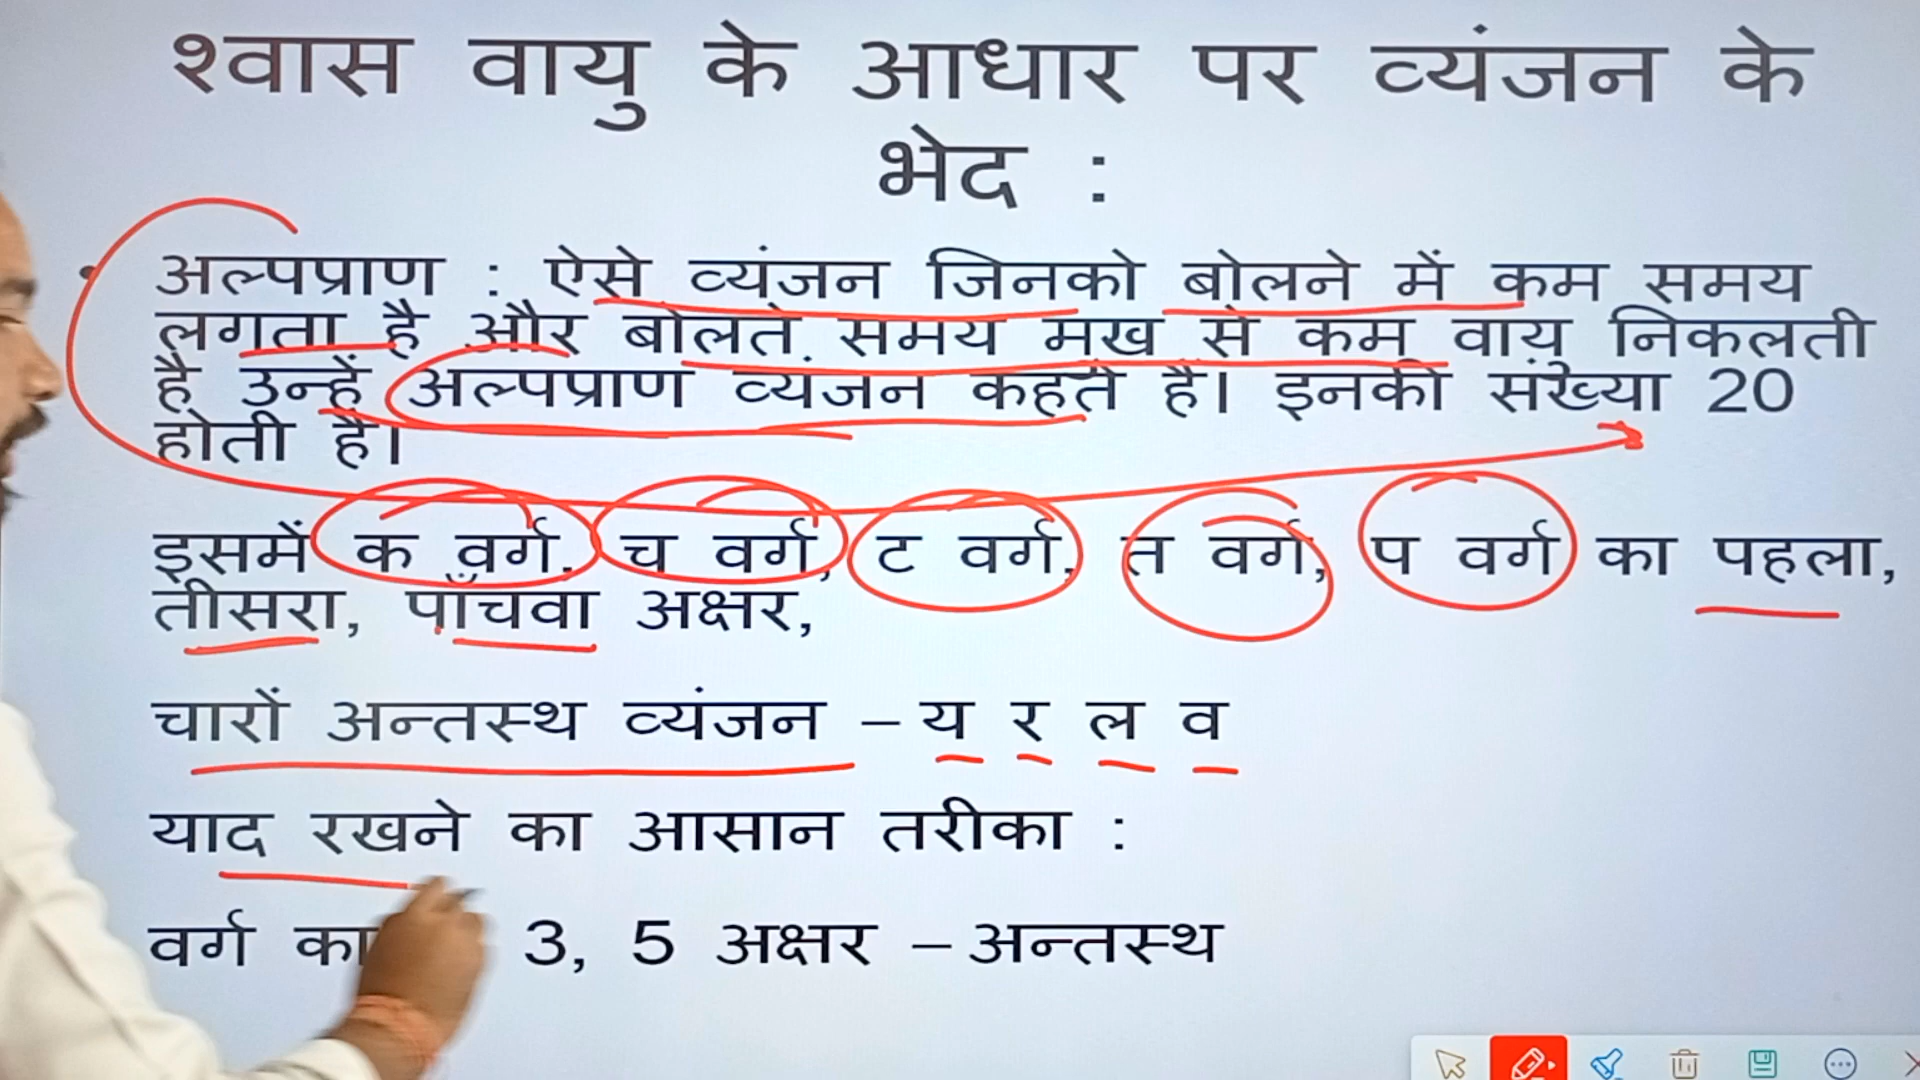 श्वास वायु के आधार पर व्यंजन के
भेद :
• अल्पप्राण : ऐसे व्यंजन जिनको बोलने में कम समय
लगता है और बोलते समय मुख से कम वायु निकलती
है उन्हें अल्पप्राण व्यंजन कहते है। इनकी संख्या 20
होती है।
इसमें क वर्ग, च वर्ग, ट वर्ग, त वर्ग, प वर्ग का पहला,
तीसरा, पाँचवा अक्षर,
चारों अन्तस्थ व्यंजन – य र ल व
याद रखने का आसान तरीका :
वर्ग का 3, 5 अक्षर – अन्तस्थ